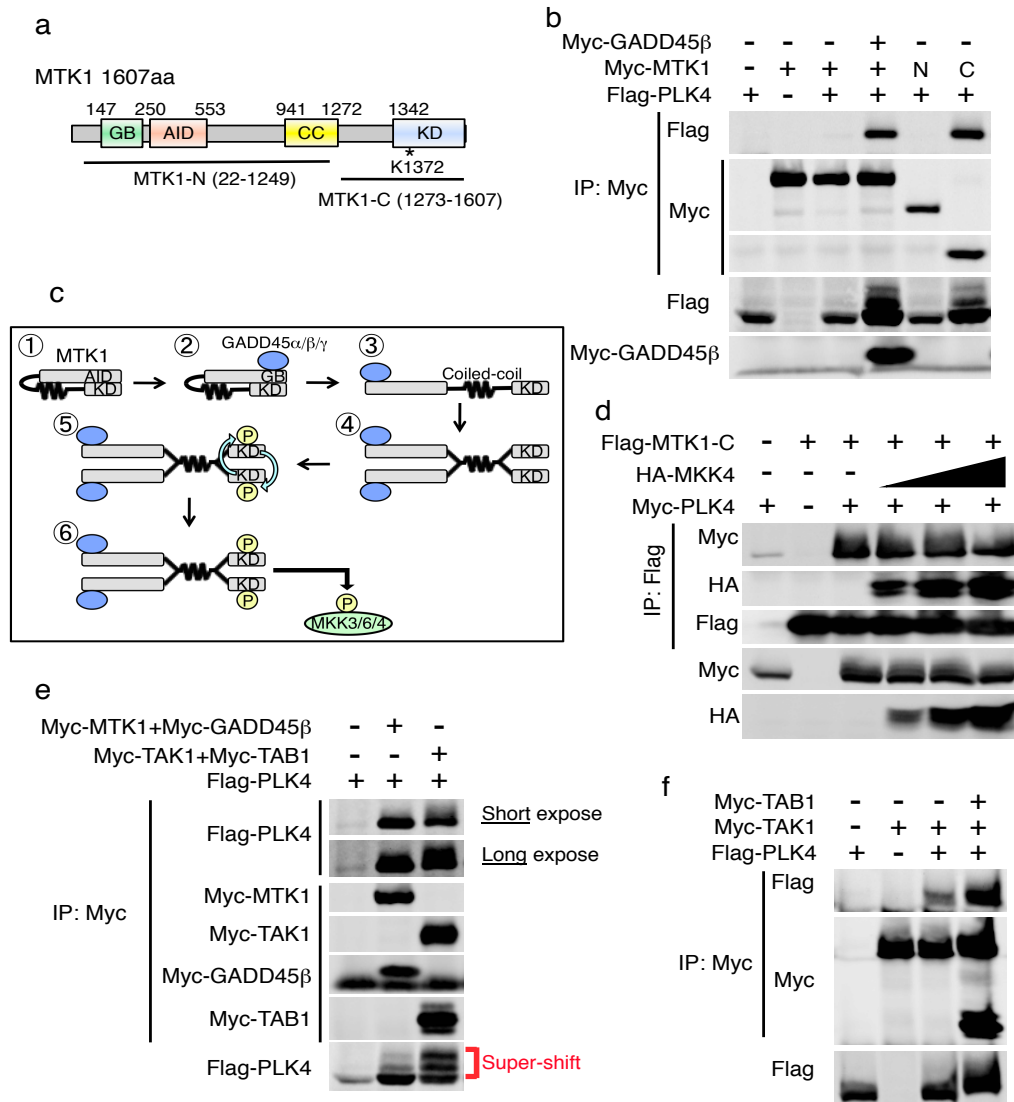 a
MTK1 1607aa
147 250 553 941 1272 1342
GB AID CC KD
*
K1372
MTK1-N (22-1249)
MTK1-C (1273-1607)
b
Myc-GADD45β - - - + - -
Myc-MTK1 - + + + N C
Flag-PLK4 + - + + + +
Flag
IP: Myc
Myc
Flag
Myc-GADD45β
c
① ② ③
MTK1
AID
KD
GADD45α/β/γ
GB
KD
Coiled-coil
KD
⑤ ④
P
KD
KD
P
KD
KD
⑥
P
KD
KD
P
P
MKK3/6/4
d
Flag-MTK1-C - + + + + +
HA-MKK4 - - -
Myc-PLK4 + - + + + +
IP: Flag
Myc
HA
Flag
Myc
HA
e
Myc-MTK1+Myc-GADD45β - + -
Myc-TAK1+Myc-TAB1 - - +
Flag-PLK4 + + +
IP: Myc
Flag-PLK4
Short expose
Long expose
Myc-MTK1
Myc-TAK1
Myc-GADD45β
Myc-TAB1
Flag-PLK4
Super-shift
f
Myc-TAB1 - - - +
Myc-TAK1 - + + +
Flag-PLK4 + - + +
Flag
IP: Myc
Myc
Flag